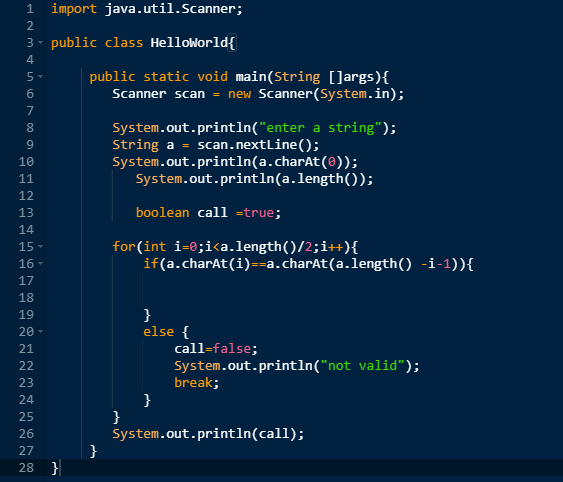 1 import java.util.Scanner;
2
3 public class HelloWorld{
4
5 public static void main(String []args){
6 Scanner scan = new Scanner(System.in);
7
8 System.out.println("enter a string");
9 String a = scan.nextLine();
10 System.out.println(a.charAt(0));
11 System.out.println(a.length());
12
13 boolean call =true;
14
15 for(int i=0;i<a.length()/2;i++){
16 if(a.charAt(i)==a.charAt(a.length() -i-1)){
17
18
19 }
20 else {
21 call=false;
22 System.out.println("not valid");
23 break;
24 }
25 }
26 System.out.println(call);
27 }
28 }